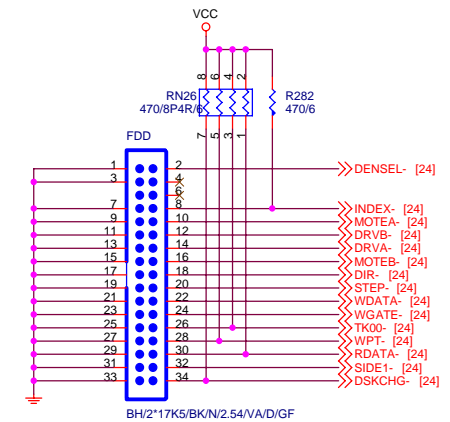 VCC
8 6 4 2
RN26 R282
470/8P4R/6 470/6
7 5 3 1
FDD
1 2 DENSEL- [24]
3 4
6
7 8 INDEX- [24]
9 10 MOTEA- [24]
11 12 DRVB- [24]
13 14 DRVA- [24]
15 16 MOTEB- [24]
17 18 DIR- [24]
19 20 STEP- [24]
21 22 WDATA- [24]
23 24 WGATE- [24]
25 26 TK00- [24]
27 28 WPT- [24]
29 30 RDATA- [24]
31 32 SIDE1- [24]
33 34 DSKCHG- [24]
BH/2*17K5/BK/N/2.54/VA/D/GF